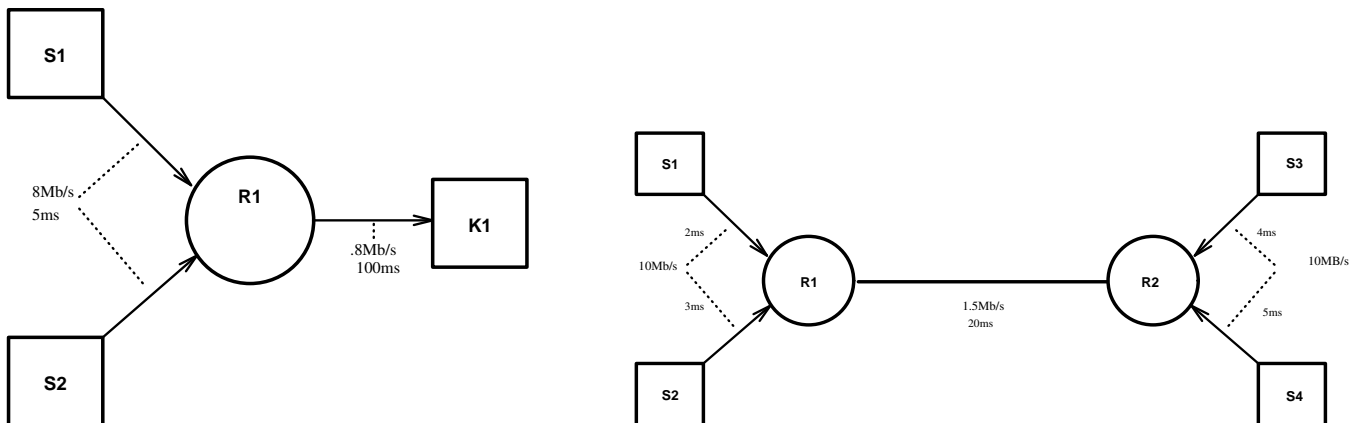 S1
8Mb/s
5ms
R1
K1
.8Mb/s
100ms
S2
S1
S3
2ms
4ms
10Mb/s
10MB/s
R1
R2
3ms
5ms
1.5Mb/s
20ms
S2
S4